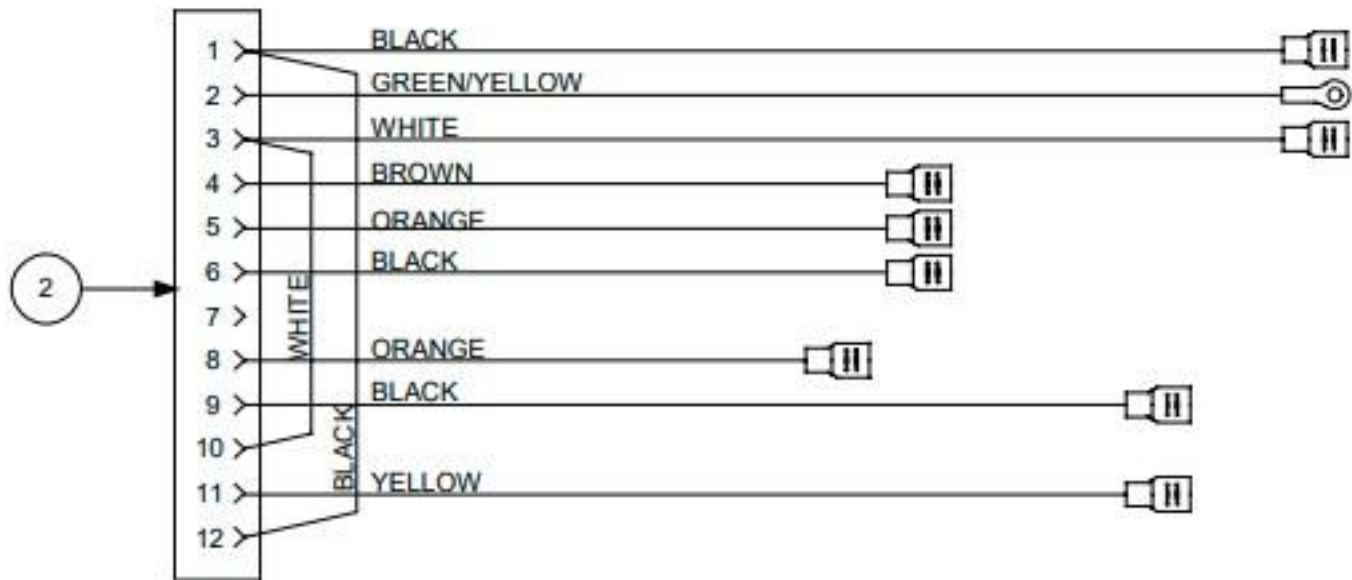 1 BLACK
2 GREEN/YELLOW
3 WHITE
4 BROWN
5 ORANGE
6 BLACK
2
7
WHITE
8 ORANGE
9 BLACK
10
BLACK
11 YELLOW
12